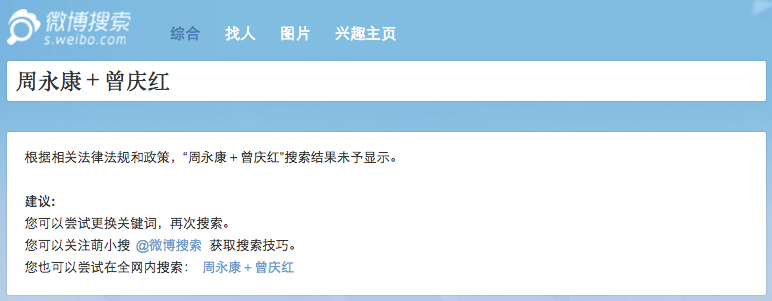 微博搜索
s.weibo.com
综合 找人 图片 兴趣主页
周永康＋曾庆红
根据相关法律法规和政策，“周永康＋曾庆红”搜索结果未予显示。
建议：
您可以尝试更换关键词，再次搜索。
您可以关注萌小搜 @微博搜索 获取搜索技巧。
您也可以尝试在全网内搜索： 周永康＋曾庆红